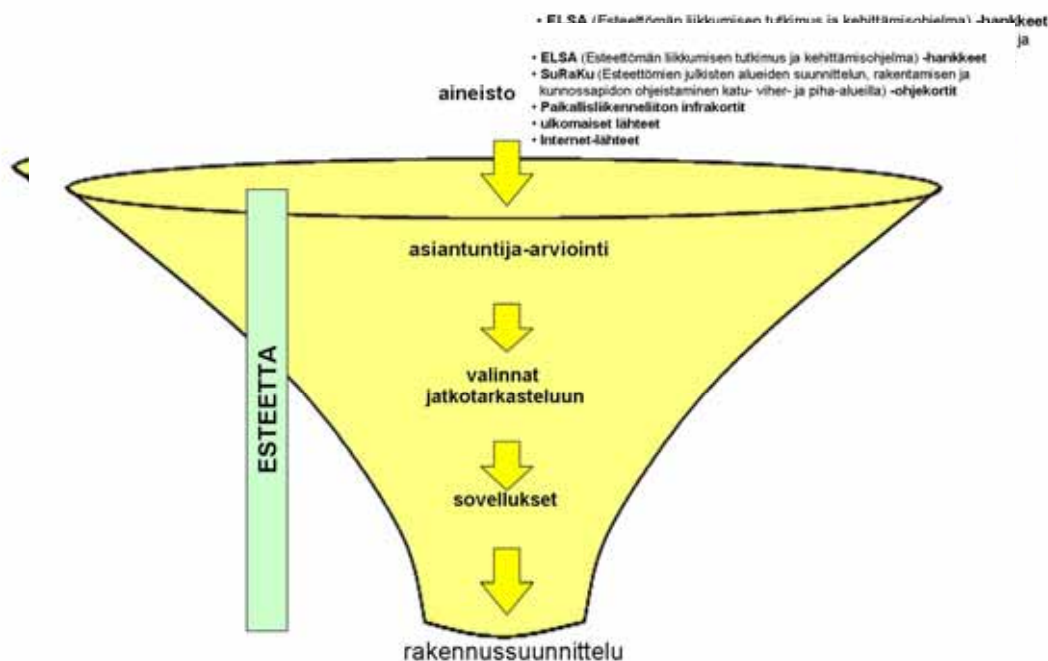 • ELSA (Esteettömän liikkumisen tutkimus ja kehittämisohjelma) -hankkeet
ja
• ELSA (Esteettömän liikkumisen tutkimus ja kehittämisohjelma) -hankkeet
• SuRaKu (Esteettömien julkisten alueiden suunnittelun, rakentamisen ja
kunnossapidon ohjeistaminen katu- viher- ja piha-alueilla) -ohjekortit
• Paikallisliikenneliiton infrakortit
• ulkomaiset lähteet
• Internet-lähteet
aineisto
asiantuntija-arviointi
valinnat
jatkotarkasteluun
sovellukset
ESTEETTA
rakennussuunnittelu